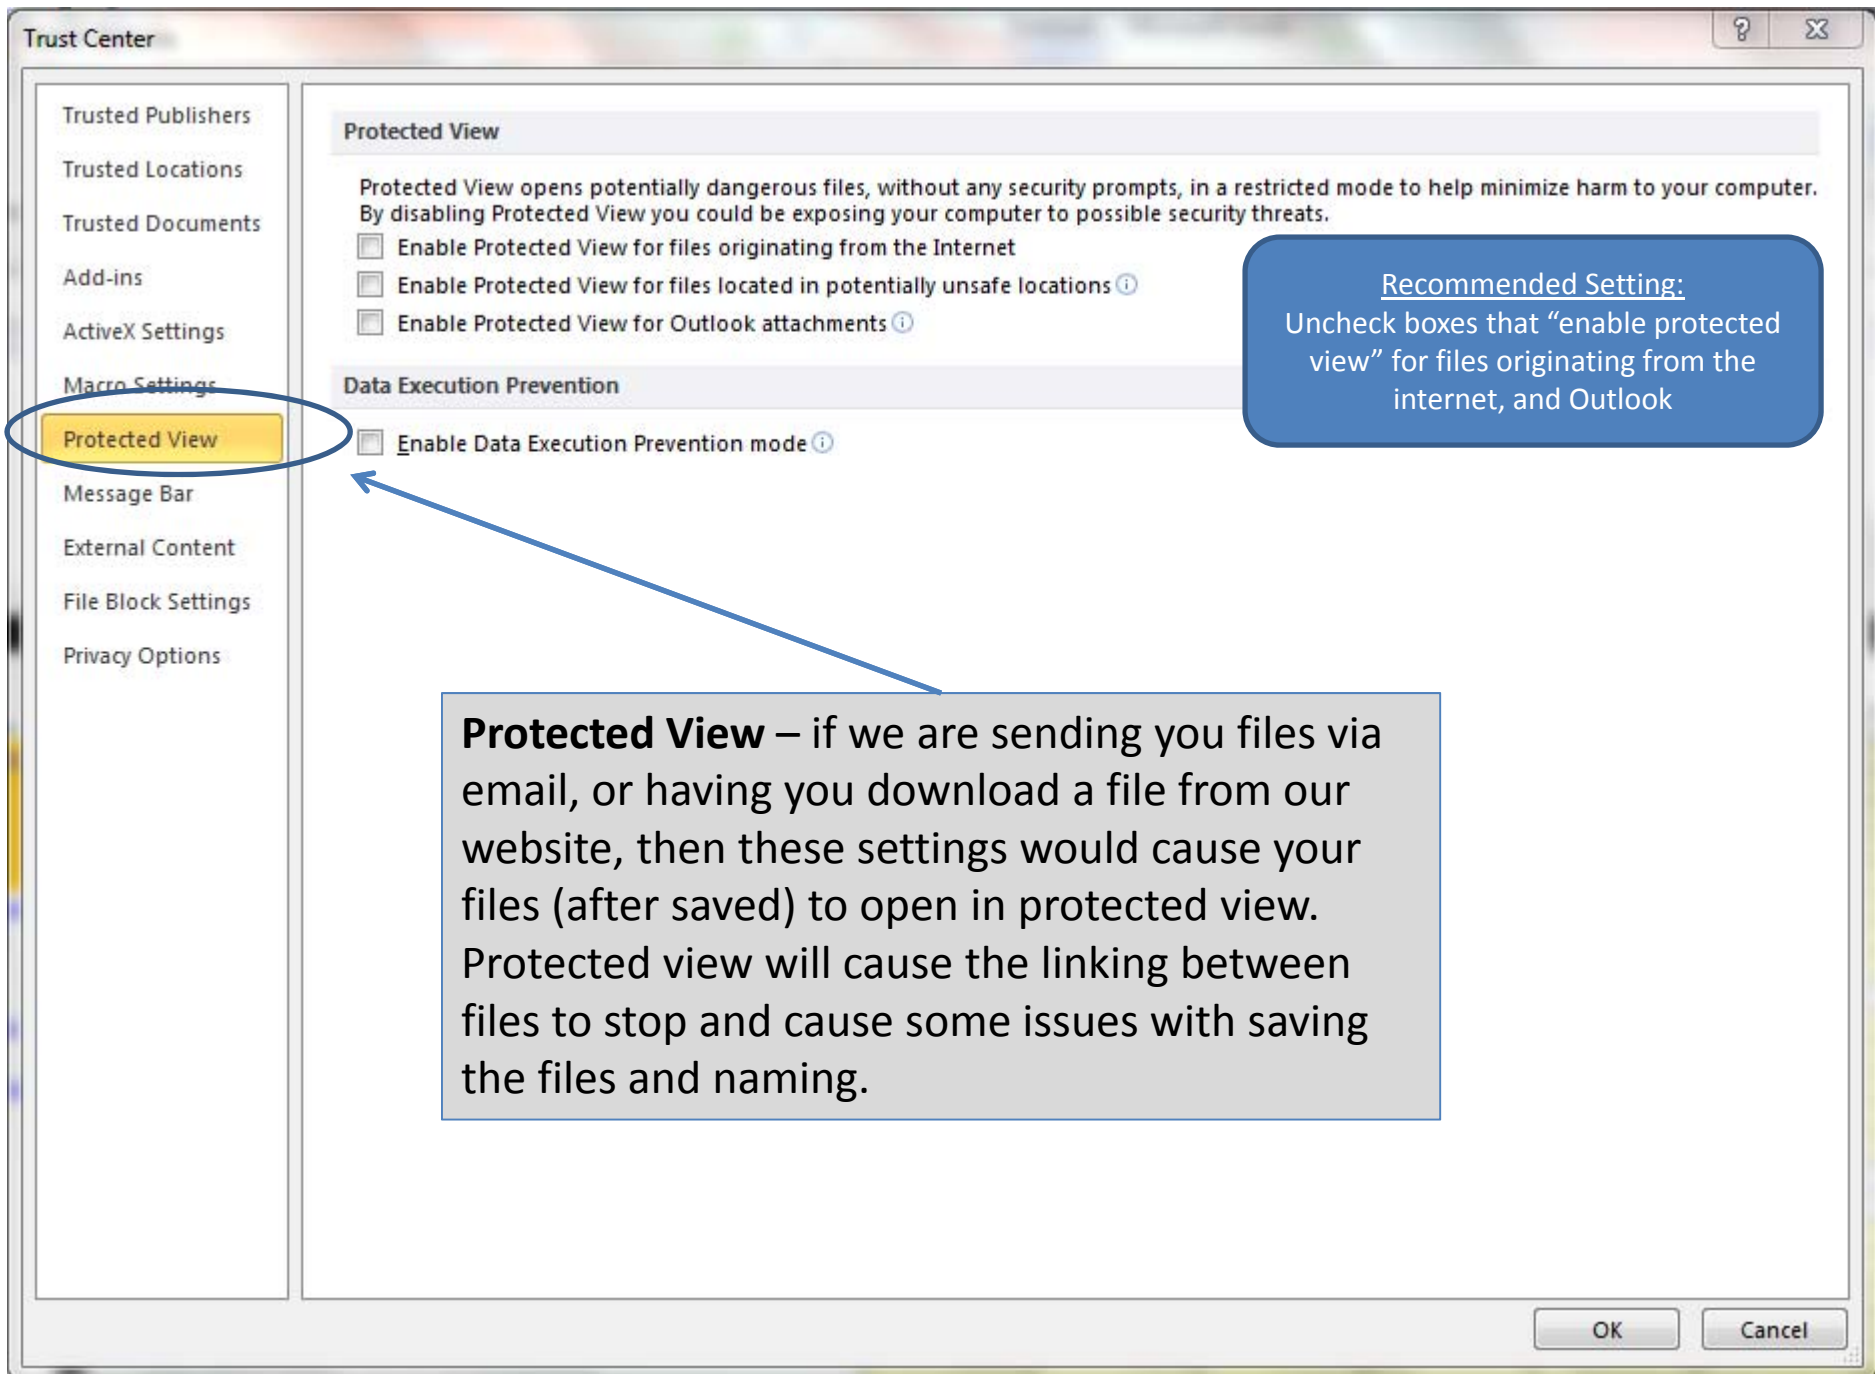 Trust Center
Trusted Publishers
Trusted Locations
Trusted Documents
Add-ins
ActiveX Settings
Macro Settings
Protected View
Message Bar
External Content
File Block Settings
Privacy Options
Protected View
Protected View opens potentially dangerous files, without any security prompts, in a restricted mode to help minimize harm to your computer.
By disabling Protected View you could be exposing your computer to possible security threats.
Enable Protected View for files originating from the Internet
Enable Protected View for files located in potentially unsafe locations
Enable Protected View for Outlook attachments
Recommended Setting:
Uncheck boxes that “enable protected
view” for files originating from the
internet, and Outlook
Data Execution Prevention
Enable Data Execution Prevention mode
Protected View – if we are sending you files via
email, or having you download a file from our
website, then these settings would cause your
files (after saved) to open in protected view.
Protected view will cause the linking between
files to stop and cause some issues with saving
the files and naming.
OK
Cancel